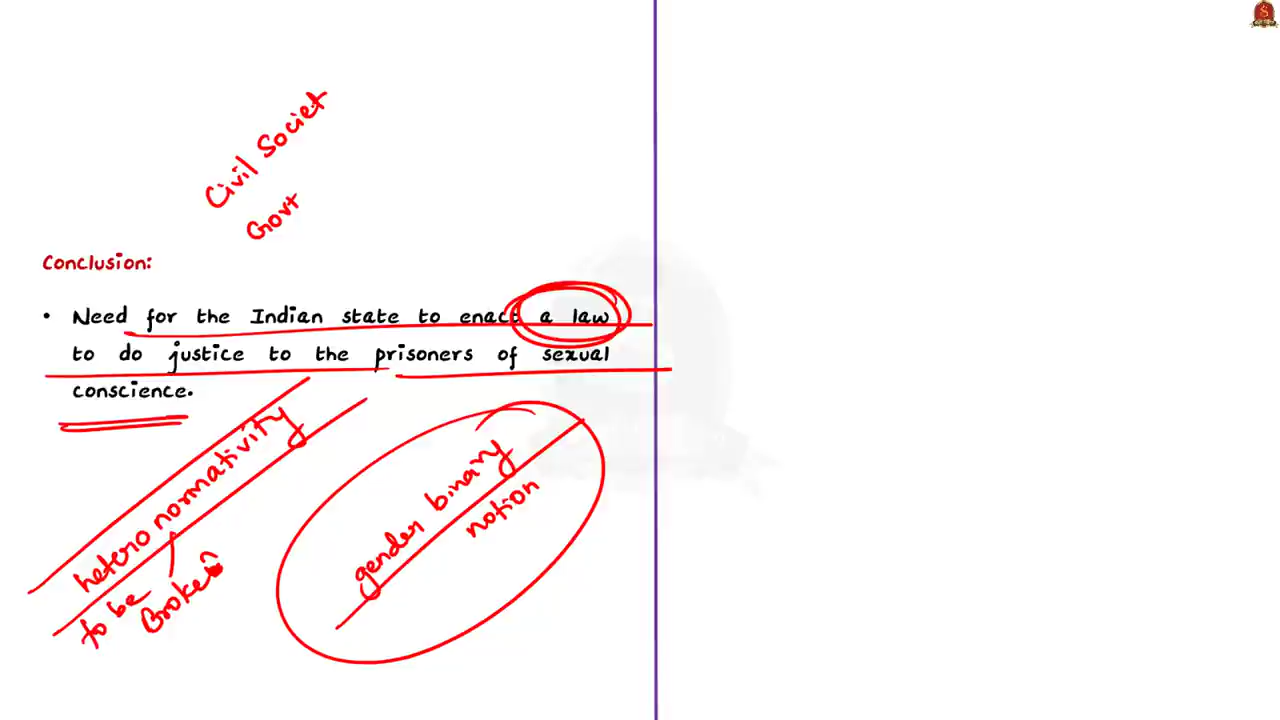 Civil Societ
Govt
Conclusion:
• Need for the Indian state to enact a law
to do justice to the prisoners of sexual
conscience.
hetero normativity
to be
Broken
gender binary
notion